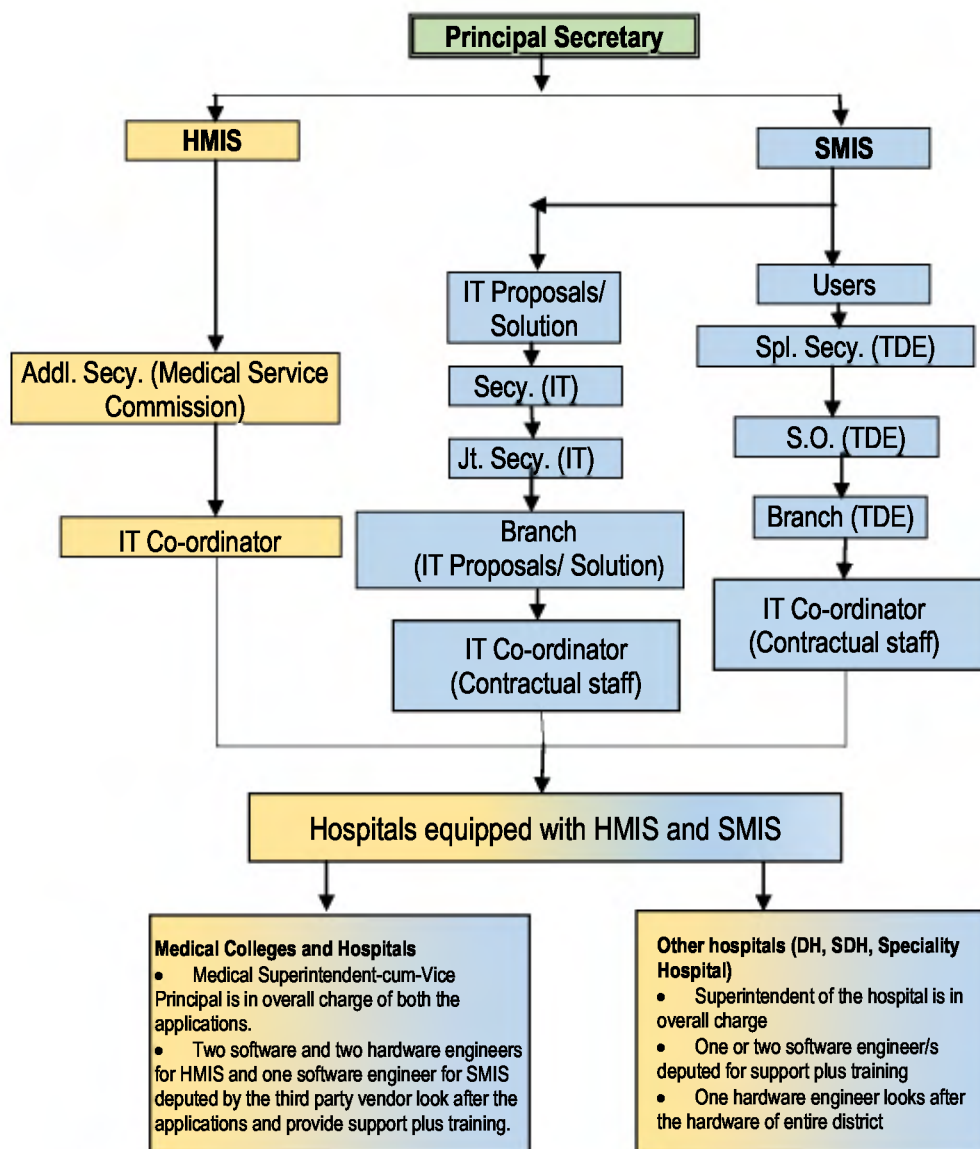 Principal Secretary
HMIS
SMIS
IT Proposals/
Solution
Users
Spl. Secy. (TDE)
Addl. Secy. (Medical Service
Commission)
Secy. (IT)
S.O. (TDE)
Jt. Secy. (IT)
IT Co-ordinator
Branch
(IT Proposals/ Solution)
Branch (TDE)
IT Co-ordinator
(Contractual staff)
IT Co-ordinator
(Contractual staff)
Hospitals equipped with HMIS and SMIS
Medical Colleges and Hospitals
• Medical Superintendent-cum-Vice
Principal is in overall charge of both the
applications.
• Two software and two hardware engineers
for HMIS and one software engineer for SMIS
deputed by the third party vendor look after the
applications and provide support plus training.
Other hospitals (DH, SDH, Speciality
Hospital)
• Superintendent of the hospital is in
overall charge
• One or two software engineer/s
deputed for support plus training
• One hardware engineer looks after
the hardware of entire district